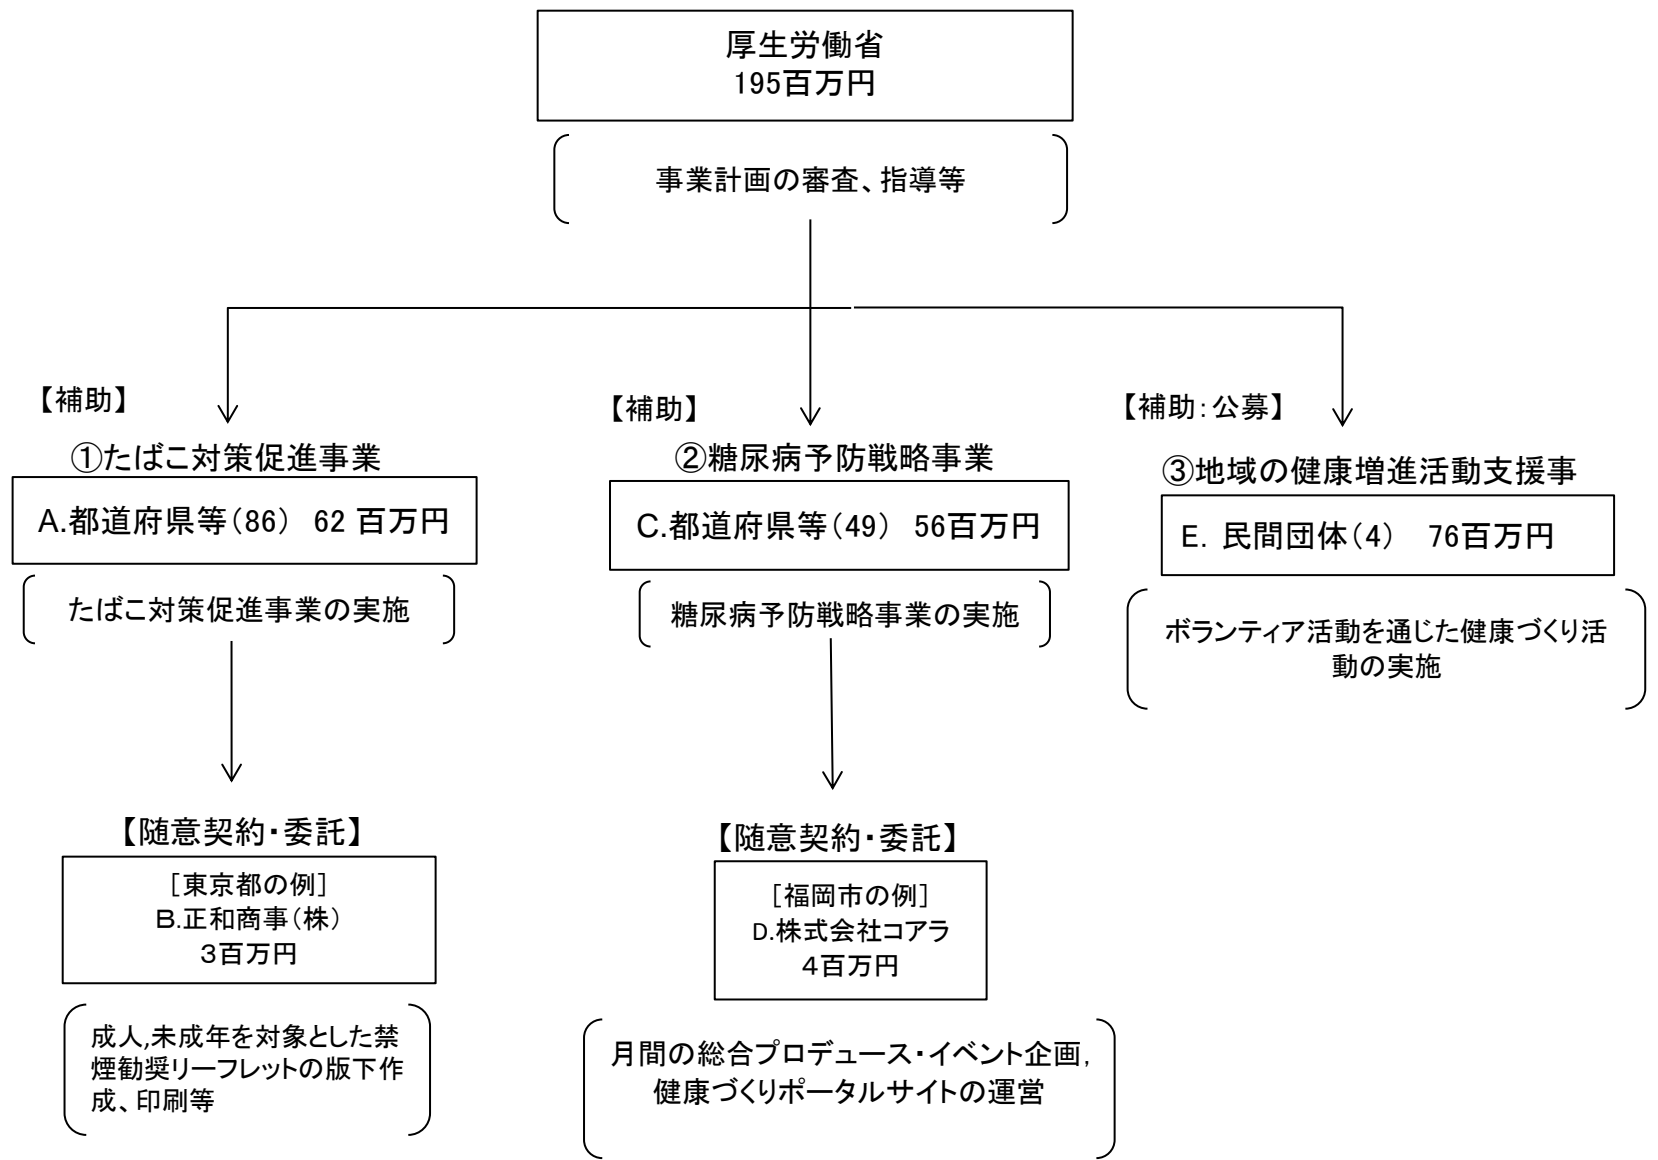 厚生労働省
195百万円
事業計画の審査、指導等
【補助】
①たばこ対策促進事業
A.都道府県等(86) 62 百万円
たばこ対策促進事業の実施
【随意契約・委託】
[東京都の例]
B.正和商事(株)
3百万円
成人,未成年を対象とした禁
煙勧奨リーフレットの版下作
成、印刷等
【補助】
②糖尿病予防戦略事業
C.都道府県等(49) 56百万円
糖尿病予防戦略事業の実施
【随意契約・委託】
[福岡市の例]
D.株式会社コアラ
4百万円
月間の総合プロデュース・イベント企画,
健康づくりポータルサイトの運営
【補助:公募】
③地域の健康増進活動支援事
E. 民間団体(4) 76百万円
ボランティア活動を通じた健康づくり活
動の実施